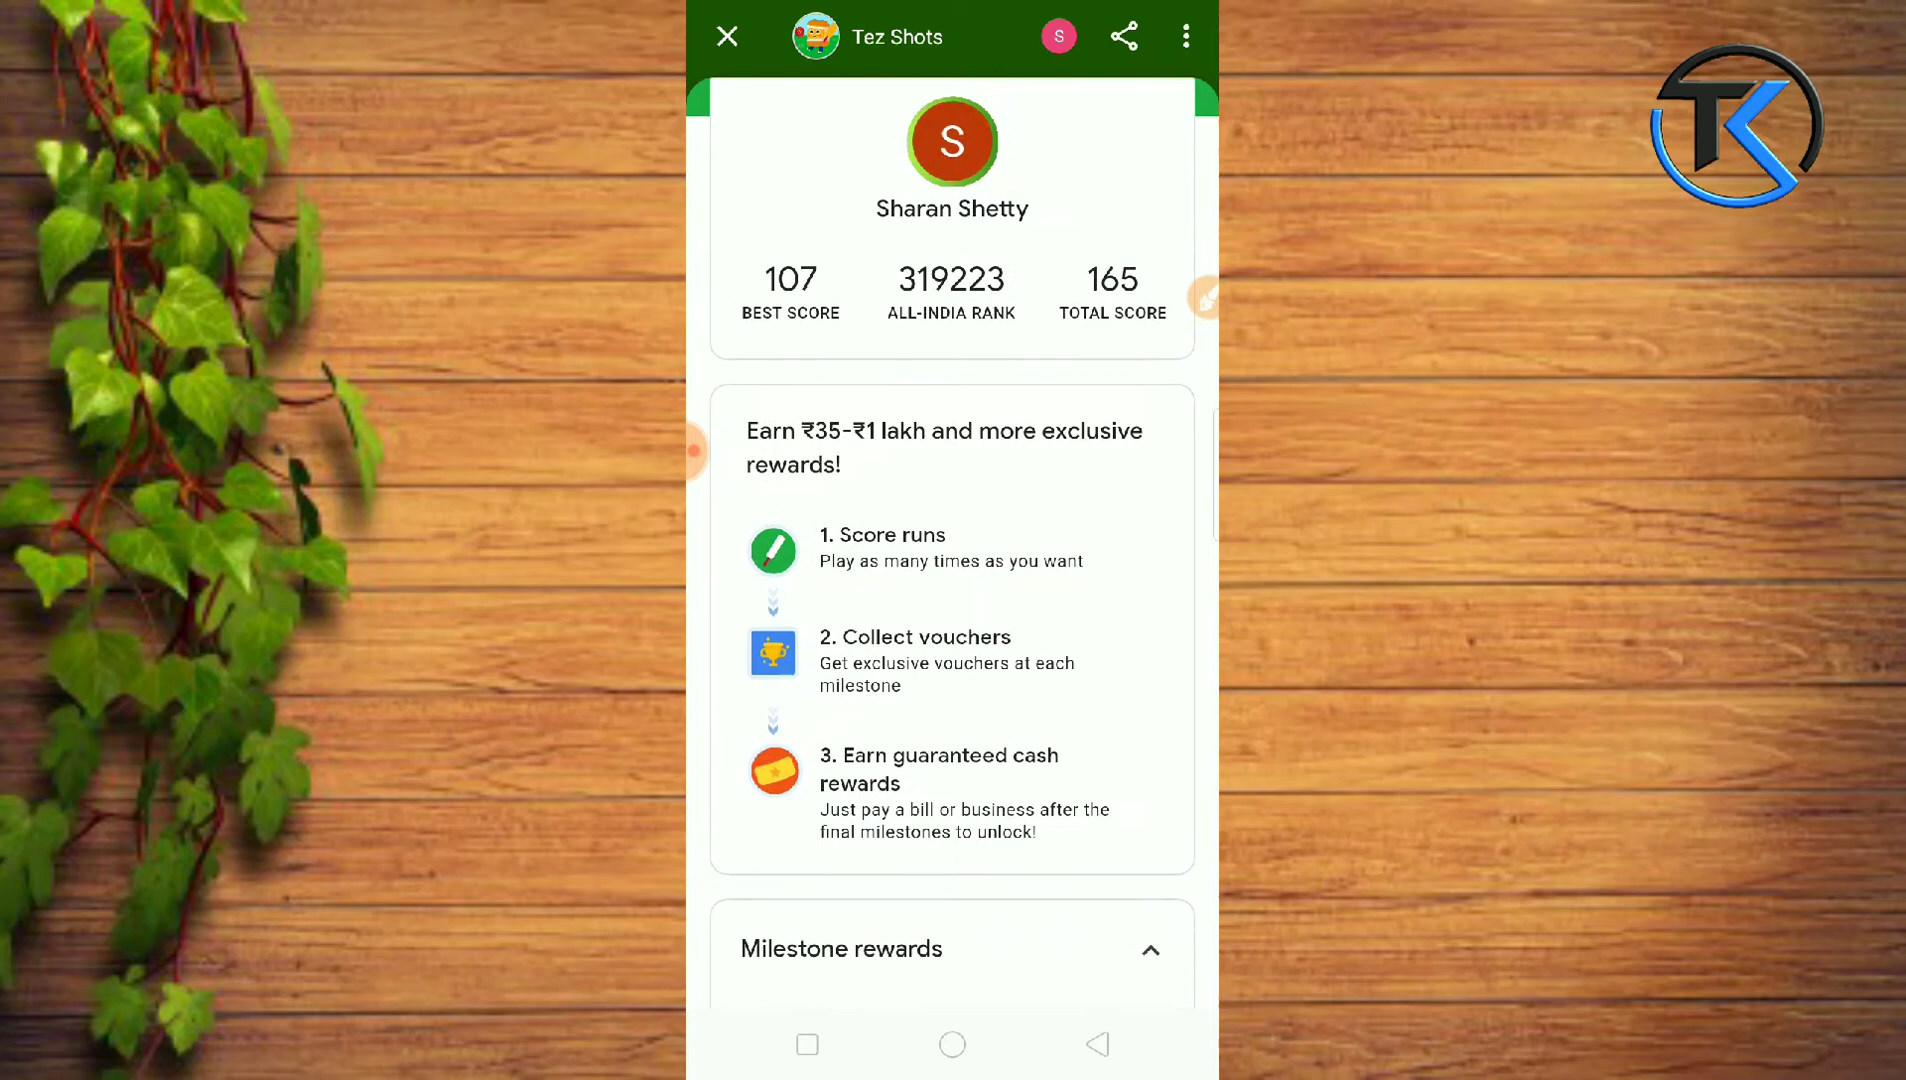 Tez Shots
S
TK
S
Sharan Shetty
107 319223 165
BEST SCORE ALL-INDIA RANK TOTAL SCORE
Earn ₹35-₹1 lakh and more exclusive
rewards!
1. Score runs
Play as many times as you want
2. Collect vouchers
Get exclusive vouchers at each
milestone
3. Earn guaranteed cash
rewards
Just pay a bill or business after the
final milestones to unlock!
Milestone rewards